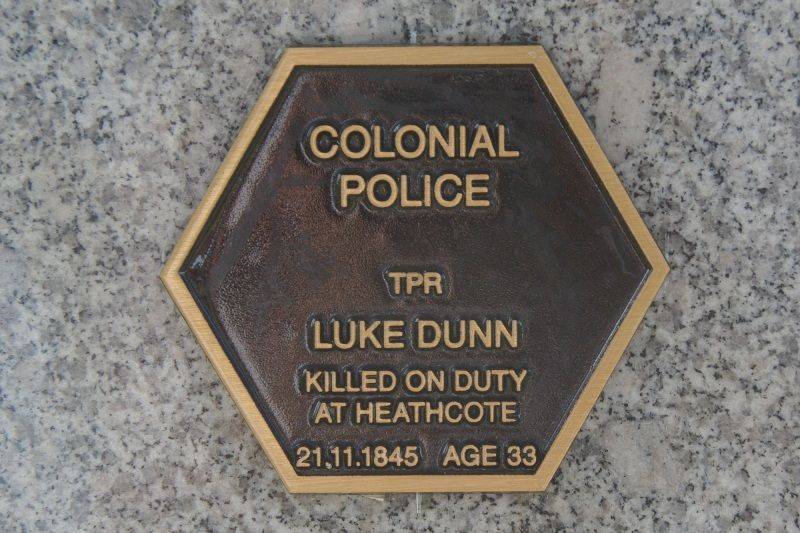 COLONIAL
POLICE
TPR
LUKE DUNN
KILLED ON DUTY
AT HEATHCOTE
21.11.1845 AGE 33